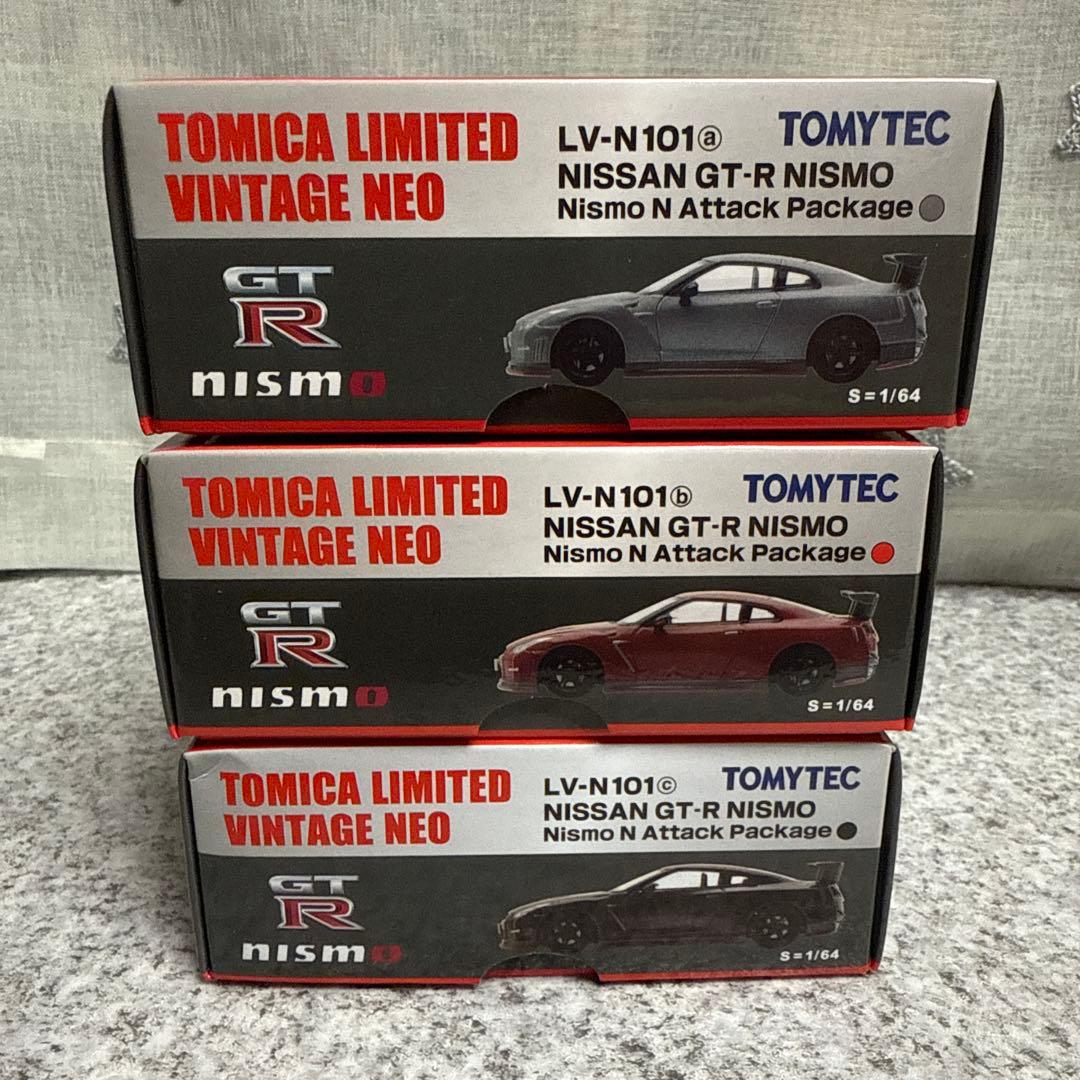 TOMICA LIMITED
VINTAGE NEO
LV-N101ⓐ
NISSAN GT-R NISMO
Nismo N Attack Package
TOMYTEC
GT
R
nismo
S=1/64
TOMICA LIMITED
VINTAGE NEO
LV-N101ⓑ
NISSAN GT-R NISMO
Nismo N Attack Package
TOMYTEC
GT
R
nismo
S=1/64
TOMICA LIMITED
VINTAGE NEO
LV-N101ⓒ
NISSAN GT-R NISMO
Nismo N Attack Package
TOMYTEC
GT
R
nismo
S=1/64